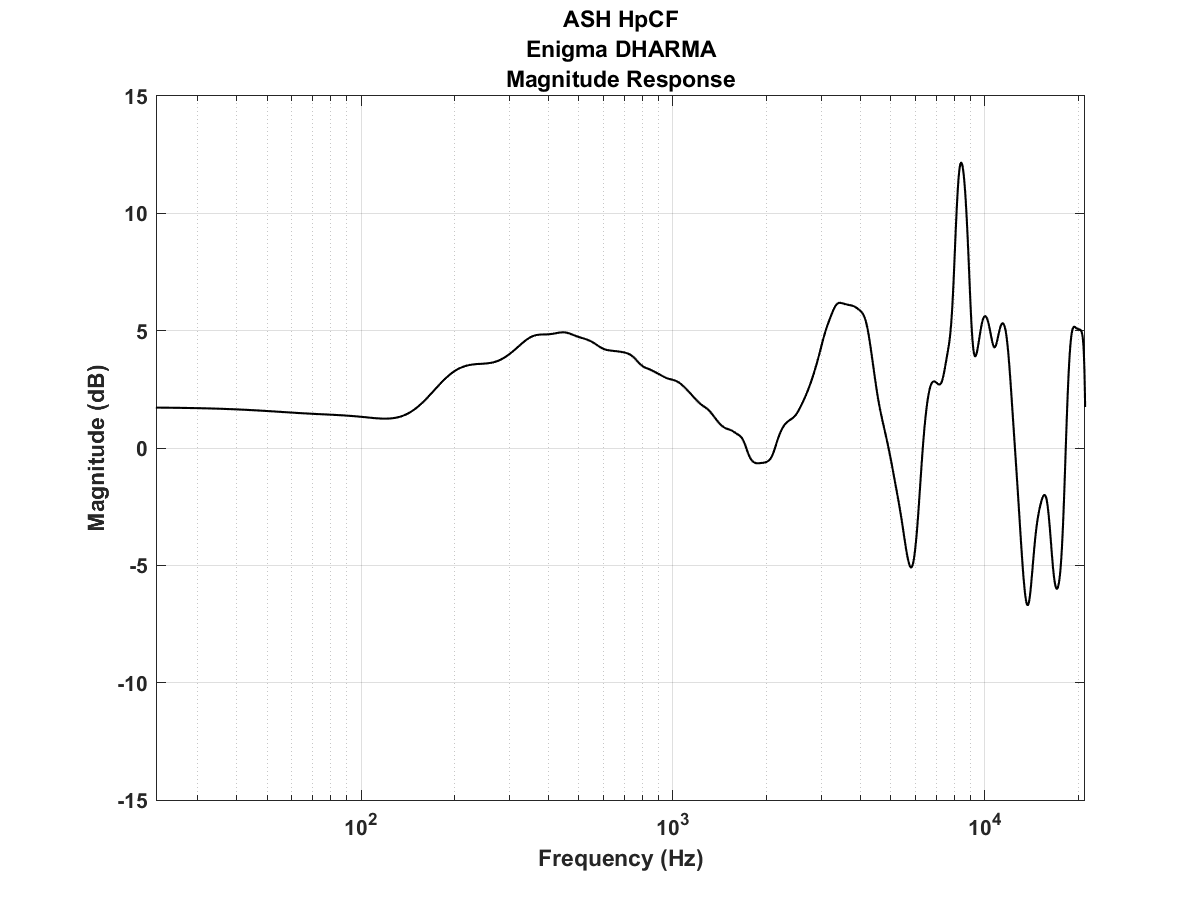 ASH HpCF
Enigma DHARMA
Magnitude Response
15
10
5
0
-5
-10
-15
Magnitude (dB)
10² 10³ 10⁴
Frequency (Hz)